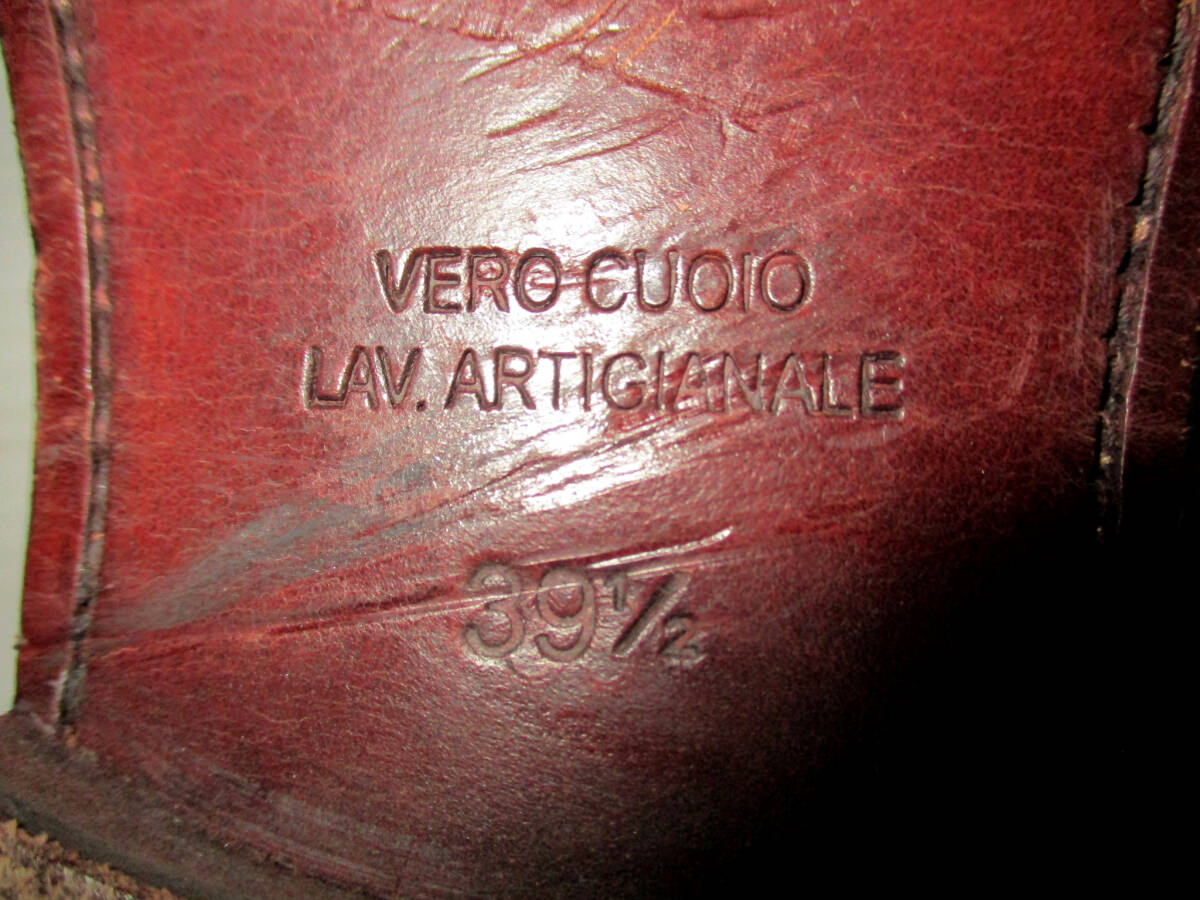 VERO CUOIO
LAV. ARTIGIANALE
39½